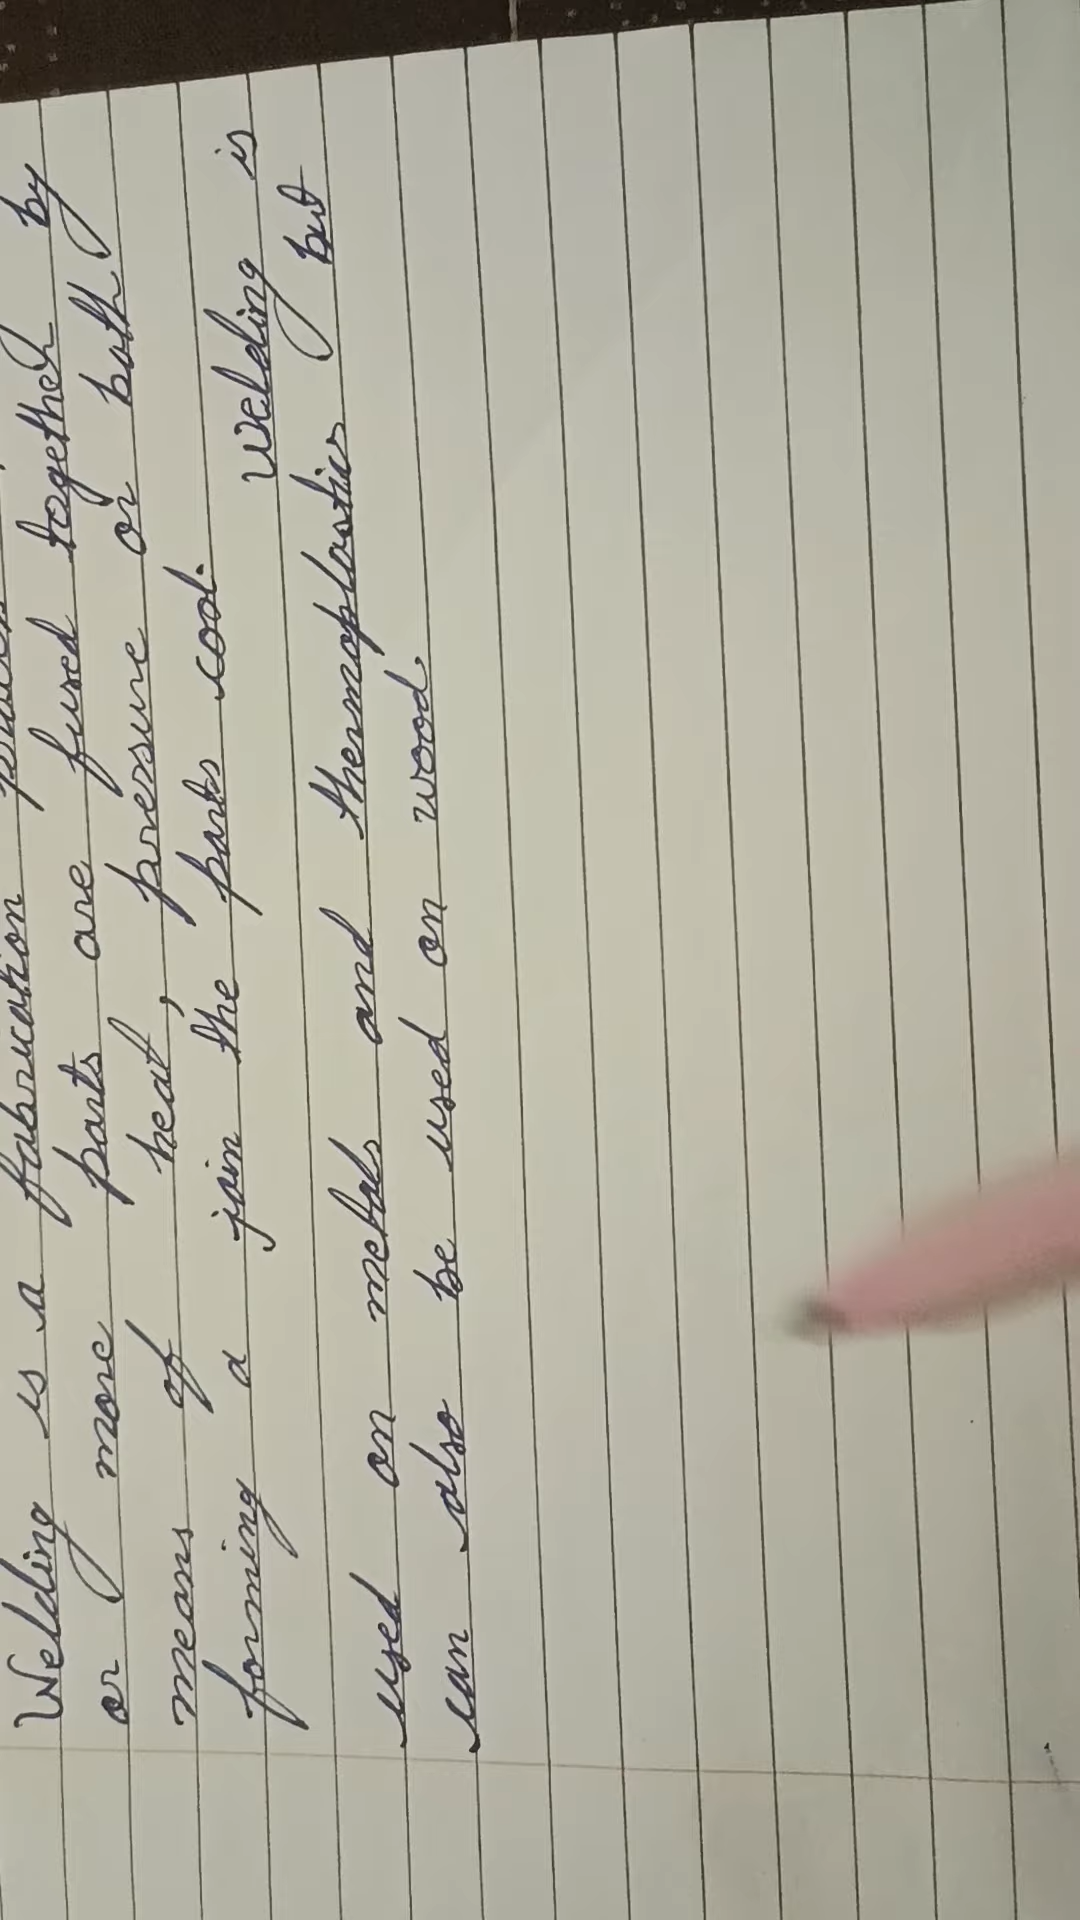 Welding is a fabrication
or more parts are fused together by
means of heat, pressure or both
forming a join the parts cool. Welding is
used on metals and thermoplastics but
can also be used on wood.